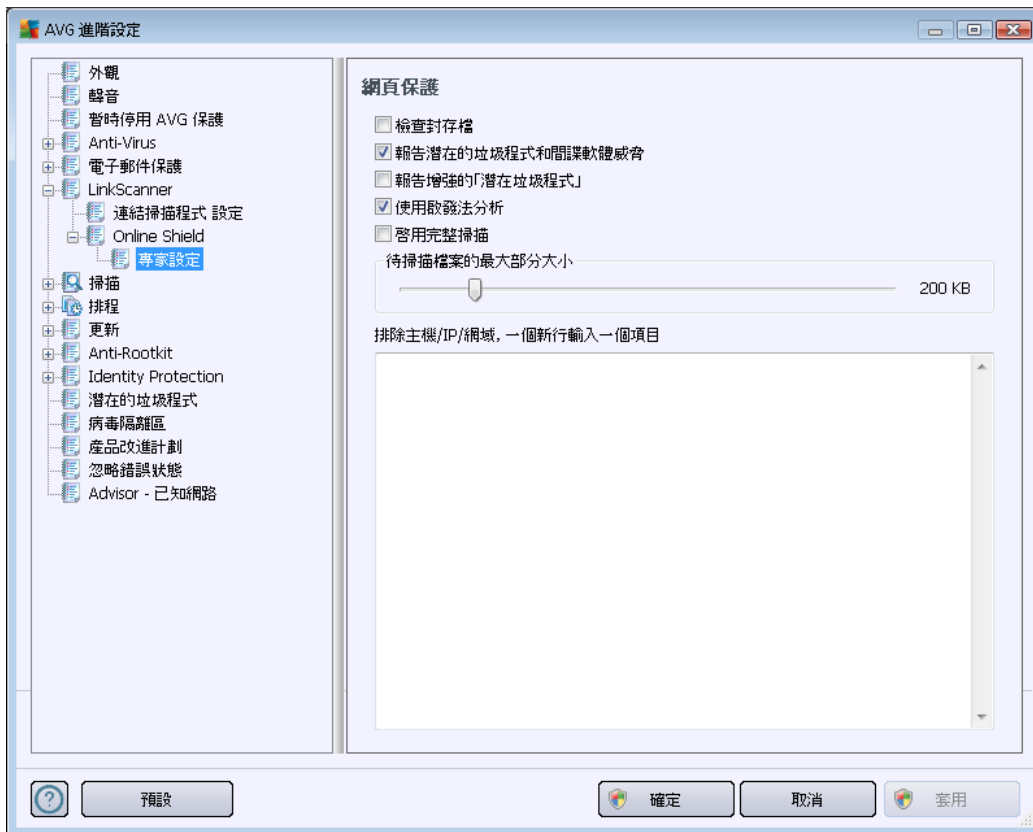 AVG 進階設定
外觀
聲音
暫時停用 AVG 保護
Anti-Virus
電子郵件保護
LinkScanner
連結掃描程式 設定
Online Shield
專家設定
掃描
排程
更新
Anti-Rootkit
Identity Protection
潛在的垃圾程式
病毒隔離區
產品改進計劃
忽略錯誤狀態
Advisor - 已知網路
網頁保護
檢查封存檔
報告潛在的垃圾程式和間諜軟體威脅
報告增強的「潛在垃圾程式」
使用啟發法分析
啓用完整掃描
待掃描檔案的最大部分大小
200 KB
排除主機/IP/網域，一個新行輸入一個項目
預設
確定
取消
套用